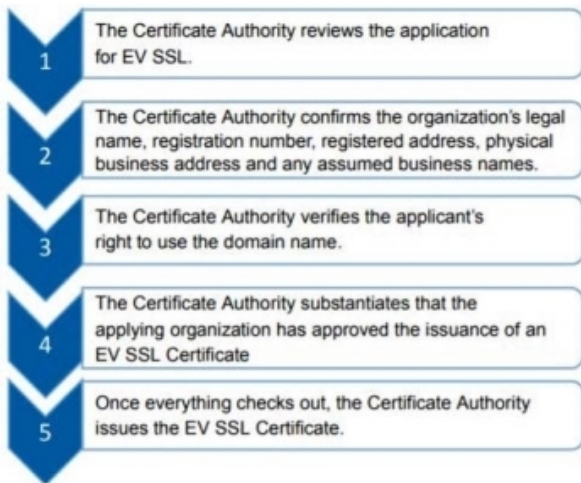 1
The Certificate Authority reviews the application
for EV SSL.
2
The Certificate Authority confirms the organization's legal
name, registration number, registered address, physical
business address and any assumed business names.
3
The Certificate Authority verifies the applicant's
right to use the domain name.
4
The Certificate Authority substantiates that the
applying organization has approved the issuance of an
EV SSL Certificate
5
Once everything checks out, the Certificate Authority
issues the EV SSL Certificate.